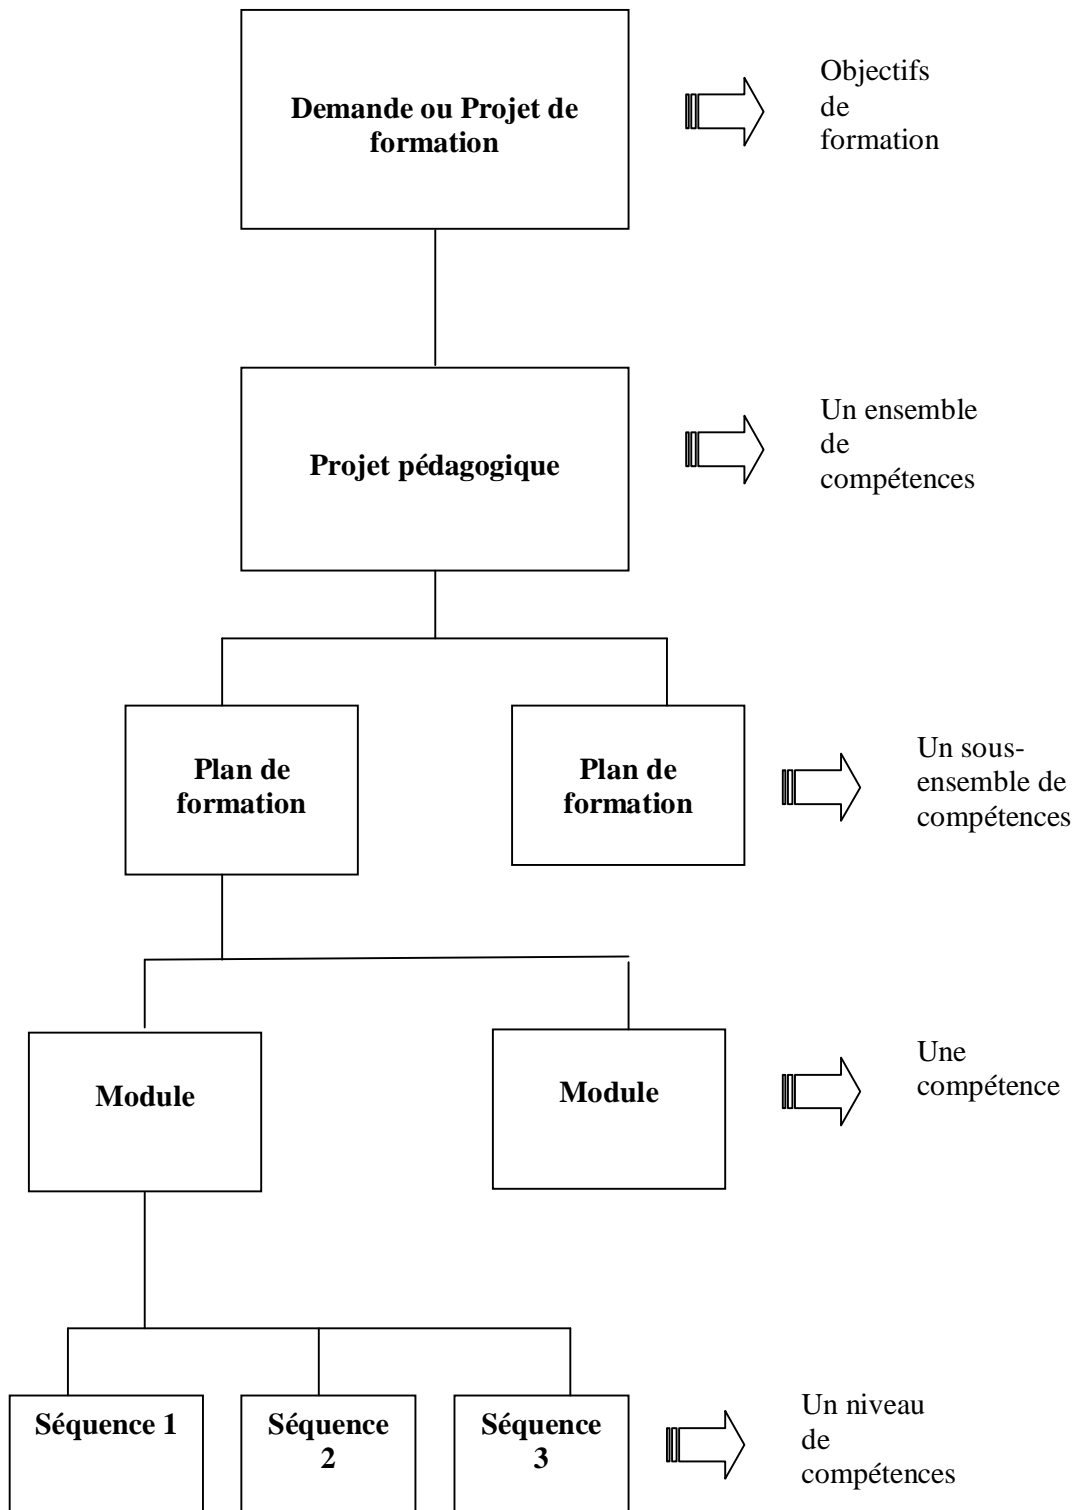 Demande ou Projet de
formation
Objectifs
de
formation
Projet pédagogique
Un ensemble
de
compétences
Plan de
formation
Plan de
formation
Un sous-
ensemble de
compétences
Module
Module
Une
compétence
Séquence 1
Séquence
2
Séquence
3
Un niveau
de
compétences